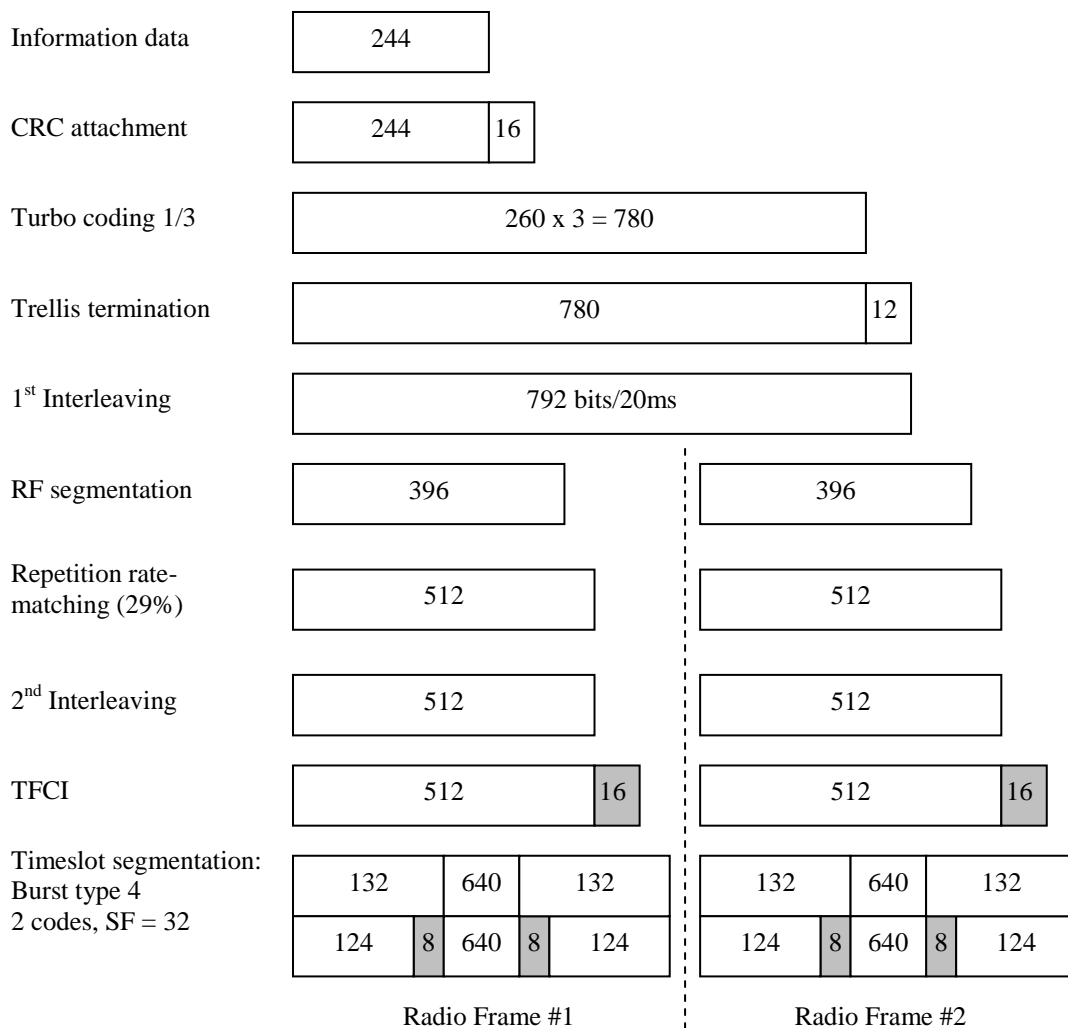 Information data
244
CRC attachment
244 16
Turbo coding 1/3
260 x 3 = 780
Trellis termination
780 12
1st Interleaving
792 bits/20ms
RF segmentation
396 396
Repetition rate-
matching (29%)
512 512
2nd Interleaving
512 512
TFCI
512 16 512 16
Timeslot segmentation:
Burst type 4
2 codes, SF = 32
132 640 132 132 640 132
124 8 640 8 124 124 8 640 8 124
Radio Frame #1 Radio Frame #2